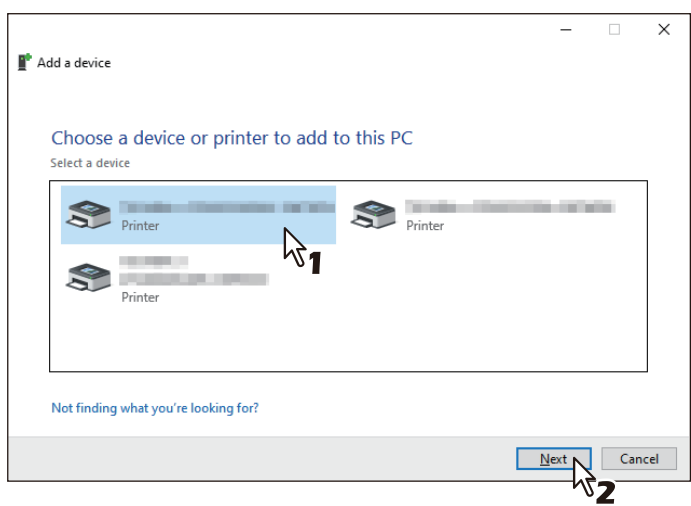 Add a device
Choose a device or printer to add to this PC
Select a device
Printer
Printer
1
Printer
Not finding what you're looking for?
Next
Cancel
2